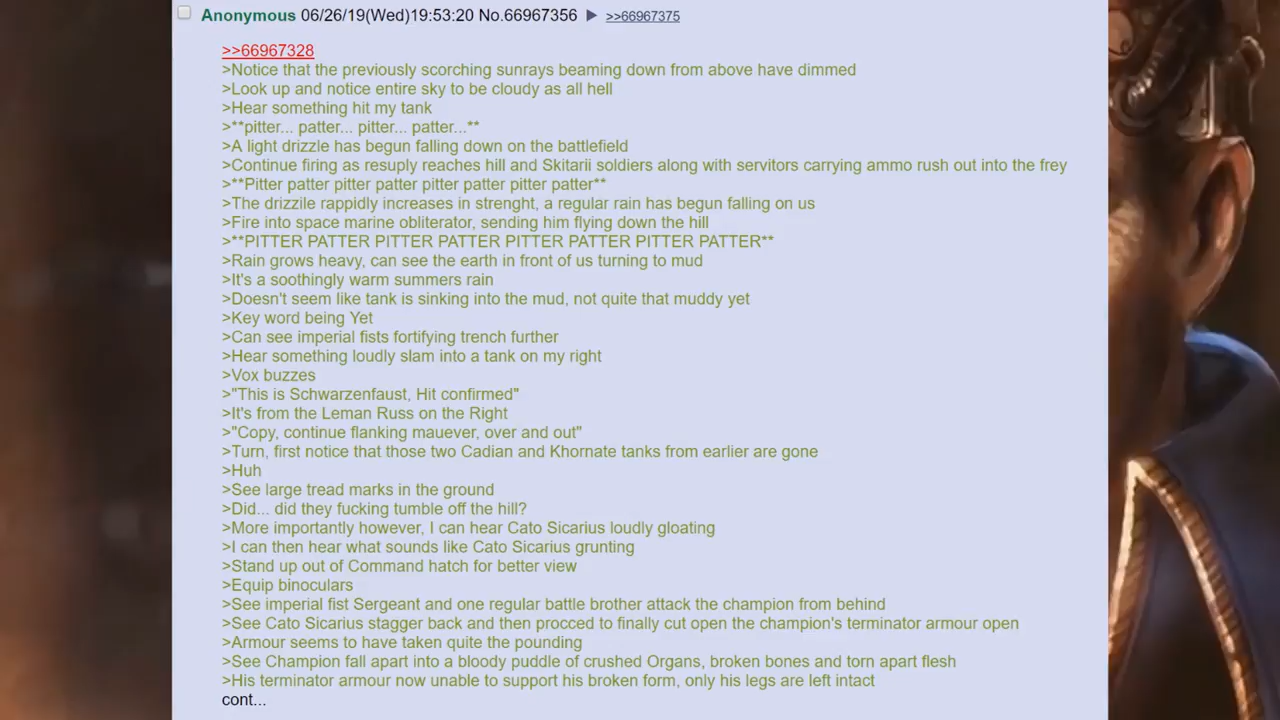 Anonymous 06/26/19(Wed)19:53:20 No.66967356 ▶ >>66967375
>>66967328
>Notice that the previously scorching sunrays beaming down from above have dimmed
>Look up and notice entire sky to be cloudy as all hell
>Hear something hit my tank
>**pitter... patter... pitter... patter...**
>A light drizzle has begun falling down on the battlefield
>Continue firing as resuply reaches hill and Skitarii soldiers along with servitors carrying ammo rush out into the frey
>**Pitter patter pitter patter pitter patter pitter patter**
>The drizzile rappidly increases in strenght, a regular rain has begun falling on us
>Fire into space marine obliterator, sending him flying down the hill
>**PITTER PATTER PITTER PATTER PITTER PATTER PITTER PATTER**
>Rain grows heavy, can see the earth in front of us turning to mud
>It's a soothingly warm summers rain
>Doesn't seem like tank is sinking into the mud, not quite that muddy yet
>Key word being Yet
>Can see imperial fists fortifying trench further
>Hear something loudly slam into a tank on my right
>Vox buzzes
>"This is Schwarzenfaust, Hit confirmed"
>It's from the Leman Russ on the Right
>"Copy, continue flanking mauever, over and out"
>Turn, first notice that those two Cadian and Khornate tanks from earlier are gone
>Huh
>See large tread marks in the ground
>Did... did they fucking tumble off the hill?
>More importantly however, I can hear Cato Sicarius loudly gloating
>I can then hear what sounds like Cato Sicarius grunting
>Stand up out of Command hatch for better view
>Equip binoculars
>See imperial fist Sergeant and one regular battle brother attack the champion from behind
>See Cato Sicarius stagger back and then procced to finally cut open the champion's terminator armour open
>Armour seems to have taken quite the pounding
>See Champion fall apart into a bloody puddle of crushed Organs, broken bones and torn apart flesh
>His terminator armour now unable to support his broken form, only his legs are left intact
cont...